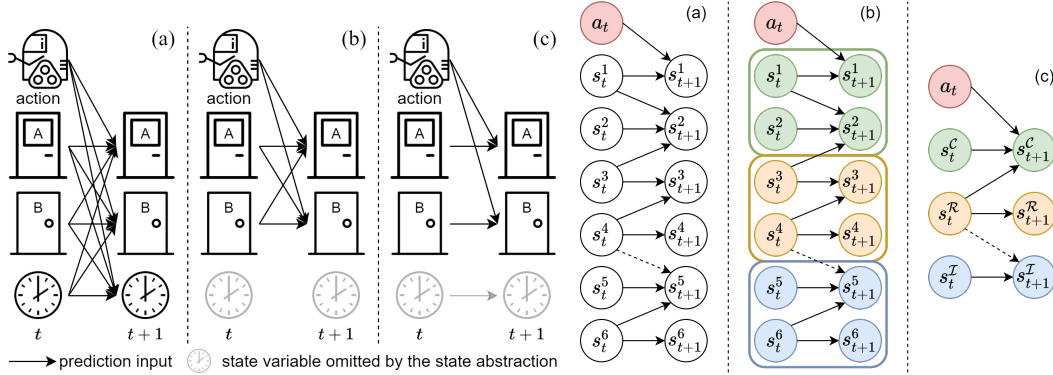 (a)
action
A
A
B
B
t
t + 1
(b)
action
A
A
B
B
t
t + 1
(c)
action
A
A
B
B
t
t + 1
prediction input
state variable omitted by the state abstraction
(a)
a_t
s_t^1 s_{t+1}^1
s_t^2 s_{t+1}^2
s_t^3 s_{t+1}^3
s_t^4 s_{t+1}^4
s_t^5 s_{t+1}^5
s_t^6 s_{t+1}^6
(b)
a_t
s_t^1 s_{t+1}^1
s_t^2 s_{t+1}^2
s_t^3 s_{t+1}^3
s_t^4 s_{t+1}^4
s_t^5 s_{t+1}^5
s_t^6 s_{t+1}^6
(c)
a_t
s_t^C s_{t+1}^C
s_t^R s_{t+1}^R
s_t^I s_{t+1}^I